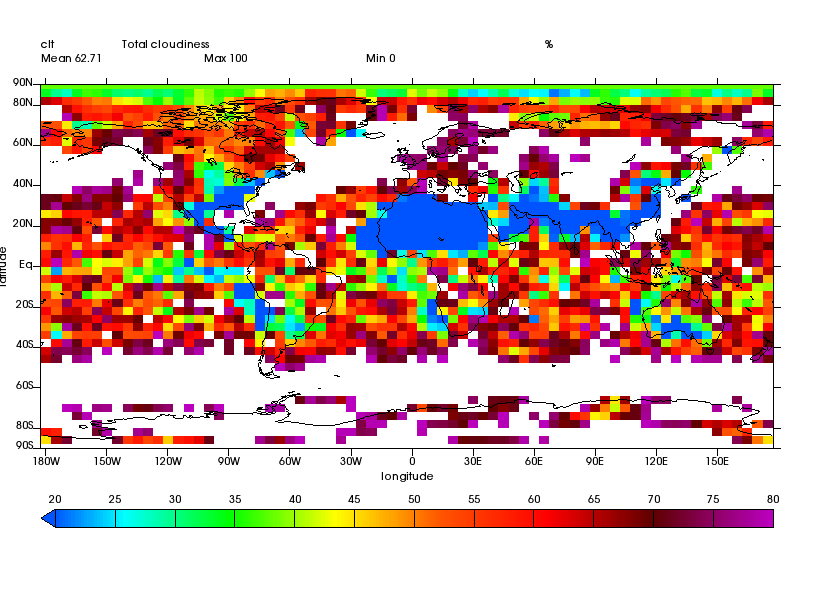 clt Total cloudiness %
Mean 62.71 Max 100 Min 0
90N
80N
60N
40N
20N
Eq
20S
40S
60S
80S
90S
latitude
180W 150W 120W 90W 60W 30W 0 30E 60E 90E 120E 150E
longitude
20 25 30 35 40 45 50 55 60 65 70 75 80